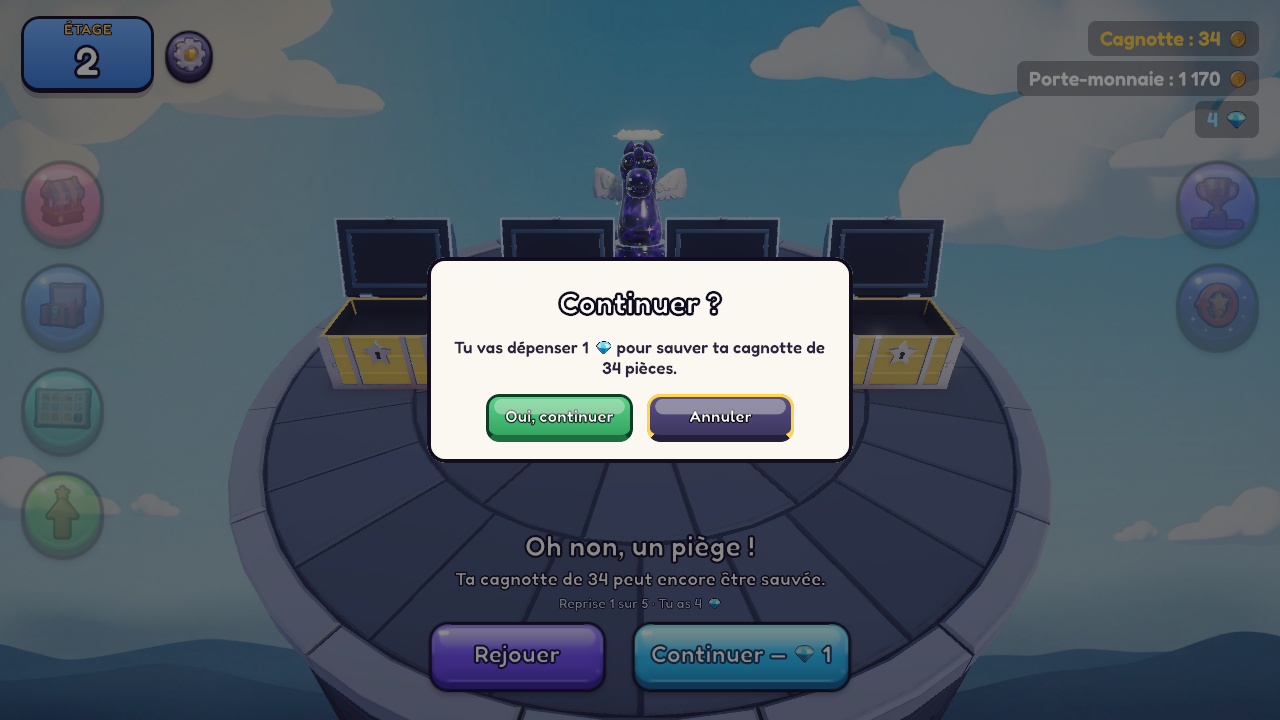 ÉTAGE
2
Cagnotte : 34
Porte-monnaie : 1 170
4
Continuer ?
Tu vas dépenser 1 pour sauver ta cagnotte de
34 pièces.
Oui, continuer
Annuler
Oh non, un piège !
Ta cagnotte de 34 peut encore être sauvée.
Reprise 1 sur 5 · Tu as 4
Rejouer
Continuer — 1